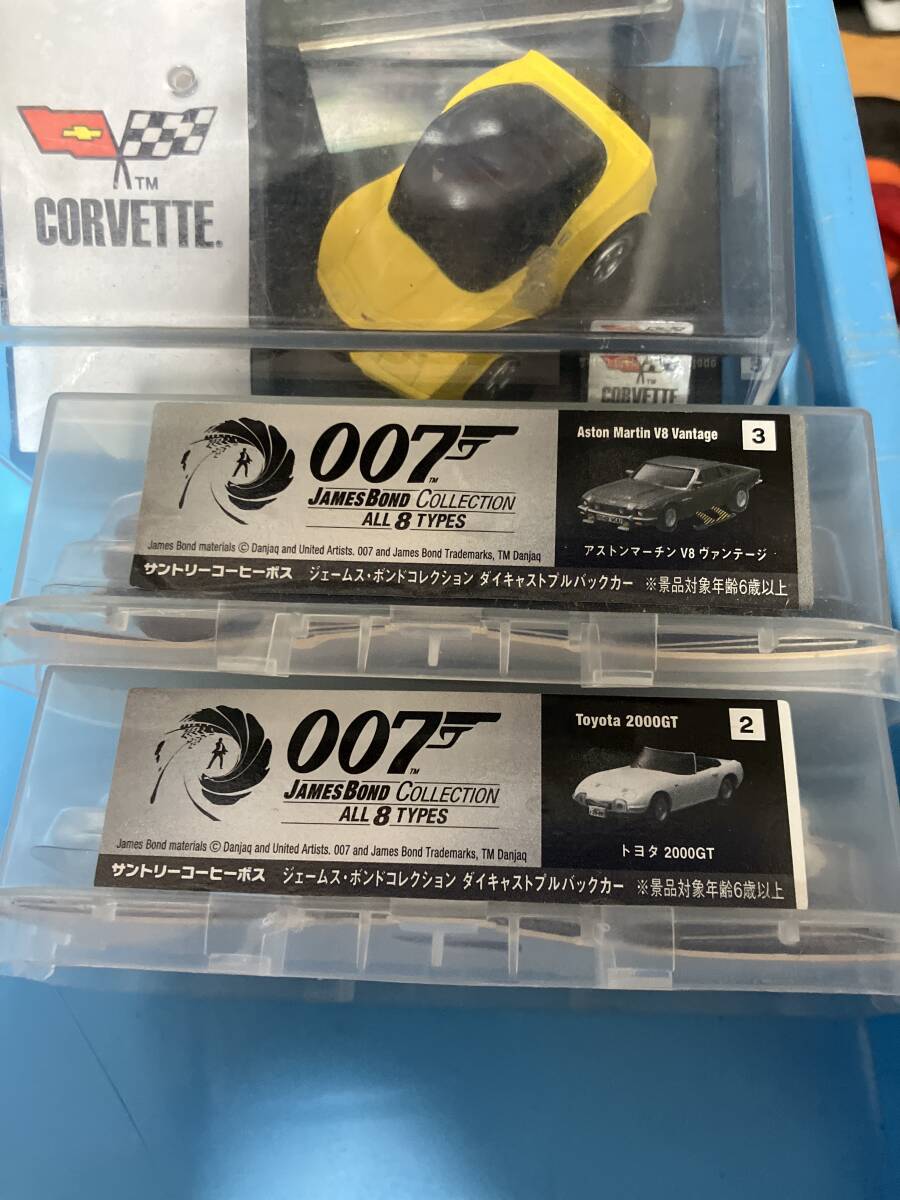 TM
CORVETTE.
TM
CORVETTE
007
TM
JAMES BOND COLLECTION
ALL 8 TYPES
James Bond materials © Danjaq and United Artists. 007 and James Bond Trademarks, TM Danjaq
Aston Martin V8 Vantage
3
アストンマーチン V8 ヴァンテージ
サントリーコーヒーボス ジェームス・ボンドコレクション ダイキャストプルバックカー ※景品対象年齢6歳以上
007
TM
JAMES BOND COLLECTION
ALL 8 TYPES
James Bond materials © Danjaq and United Artists. 007 and James Bond Trademarks, TM Danjaq
Toyota 2000GT
2
トヨタ 2000GT
サントリーコーヒーボス ジェームス・ボンドコレクション ダイキャストプルバックカー ※景品対象年齢6歳以上